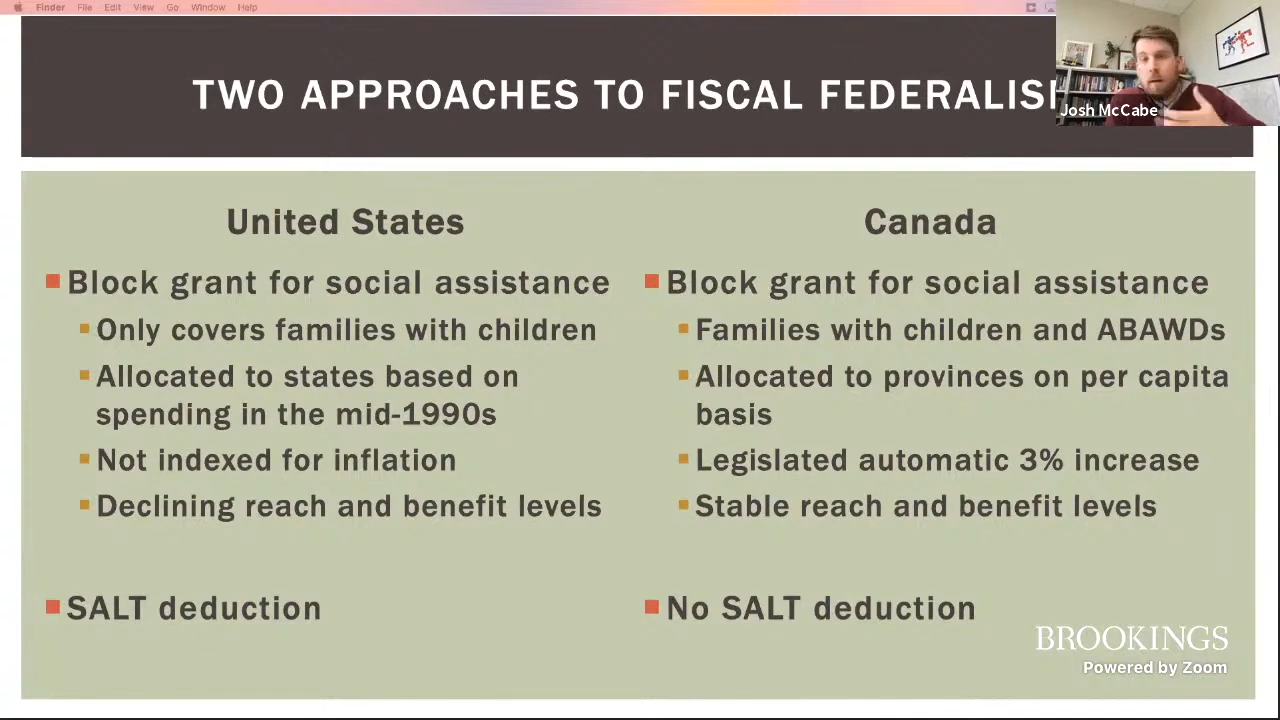 Finder File Edit View Go Window Help
TWO APPROACHES TO FISCAL FEDERALIS
Josh McCabe
United States
Block grant for social assistance
Only covers families with children
Allocated to states based on
spending in the mid-1990s
Not indexed for inflation
Declining reach and benefit levels
SALT deduction
Canada
Block grant for social assistance
Families with children and ABAWDs
Allocated to provinces on per capita
basis
Legislated automatic 3% increase
Stable reach and benefit levels
No SALT deduction
BROOKINGS
Powered by Zoom